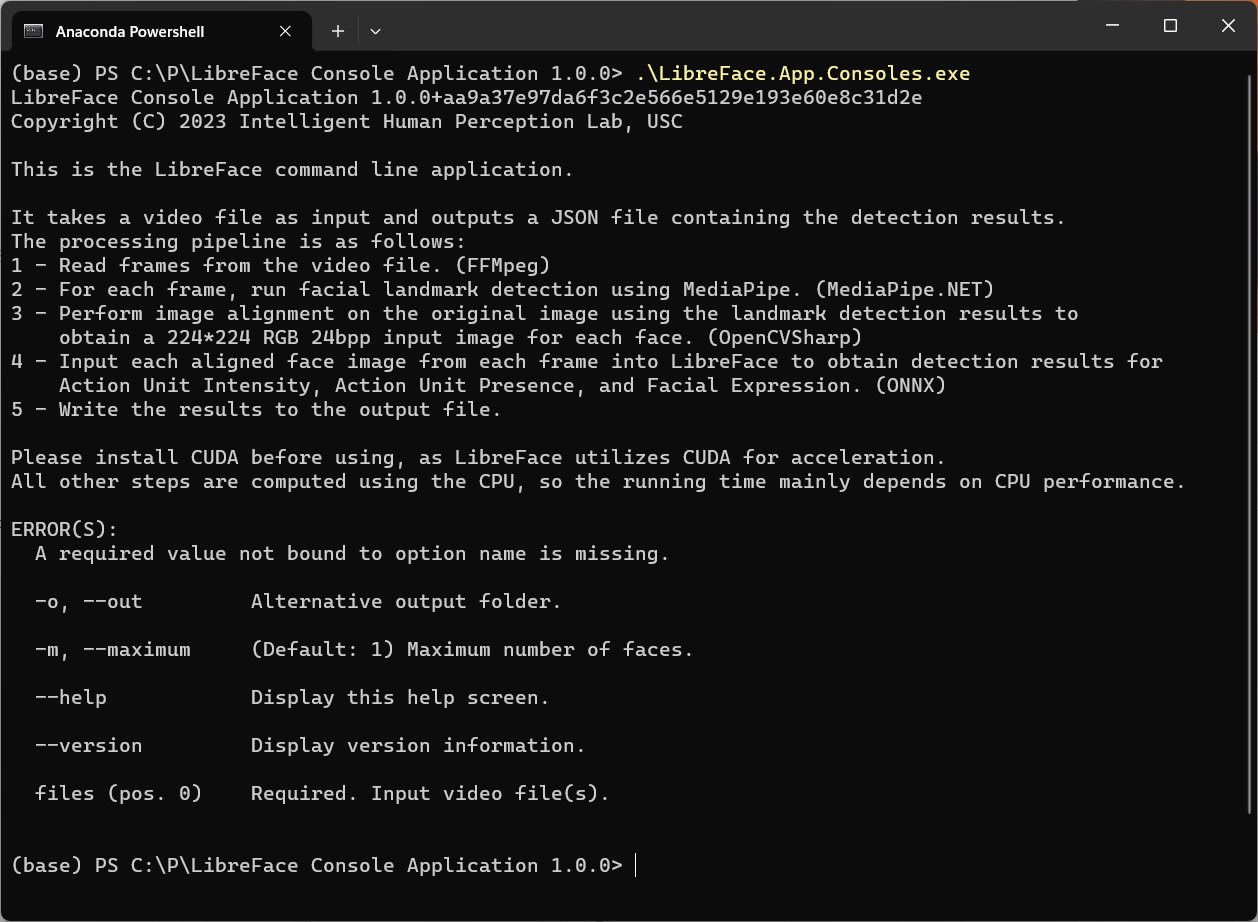 Anaconda Powershell
(base) PS C:\P\LibreFace Console Application 1.0.0> .\LibreFace.App.Consoles.exe
LibreFace Console Application 1.0.0+aa9a37e97da6f3c2e566e5129e193e60e8c31d2e
Copyright (C) 2023 Intelligent Human Perception Lab, USC
This is the LibreFace command line application.
It takes a video file as input and outputs a JSON file containing the detection results.
The processing pipeline is as follows:
1 - Read frames from the video file. (FFMpeg)
2 - For each frame, run facial landmark detection using MediaPipe. (MediaPipe.NET)
3 - Perform image alignment on the original image using the landmark detection results to
    obtain a 224*224 RGB 24bpp input image for each face. (OpenCVSharp)
4 - Input each aligned face image from each frame into LibreFace to obtain detection results for
    Action Unit Intensity, Action Unit Presence, and Facial Expression. (ONNX)
5 - Write the results to the output file.
Please install CUDA before using, as LibreFace utilizes CUDA for acceleration.
All other steps are computed using the CPU, so the running time mainly depends on CPU performance.
ERROR(S):
  A required value not bound to option name is missing.
  -o, --out         Alternative output folder.
  -m, --maximum     (Default: 1) Maximum number of faces.
  --help            Display this help screen.
  --version         Display version information.
  files (pos. 0)    Required. Input video file(s).
(base) PS C:\P\LibreFace Console Application 1.0.0>